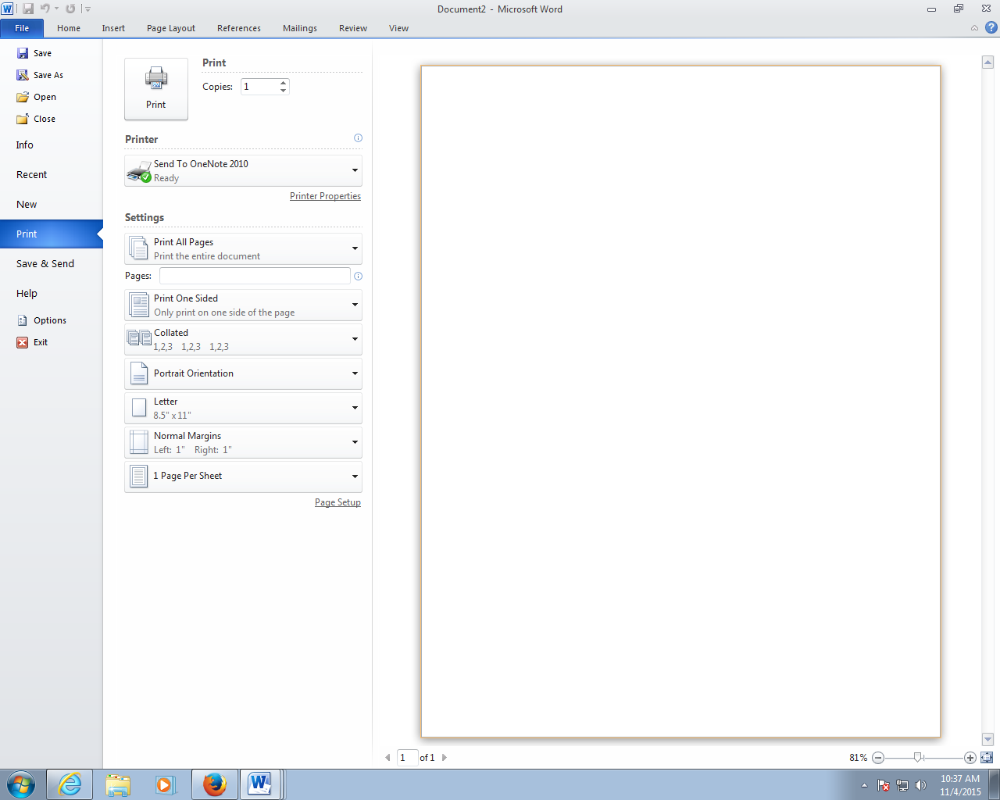 Document2 - Microsoft Word
File Home Insert Page Layout References Mailings Review View
Save
Save As
Open
Close
Info
Recent
New
Print
Save & Send
Help
Options
Exit
Print
Print
Copies: 1
Printer
Send To OneNote 2010
Ready
Printer Properties
Settings
Print All Pages
Print the entire document
Pages:
Print One Sided
Only print on one side of the page
Collated
1,2,3 1,2,3 1,2,3
Portrait Orientation
Letter
8.5" x 11"
Normal Margins
Left: 1" Right: 1"
1 Page Per Sheet
Page Setup
1 of 1
81%
10:37 AM
11/4/2015